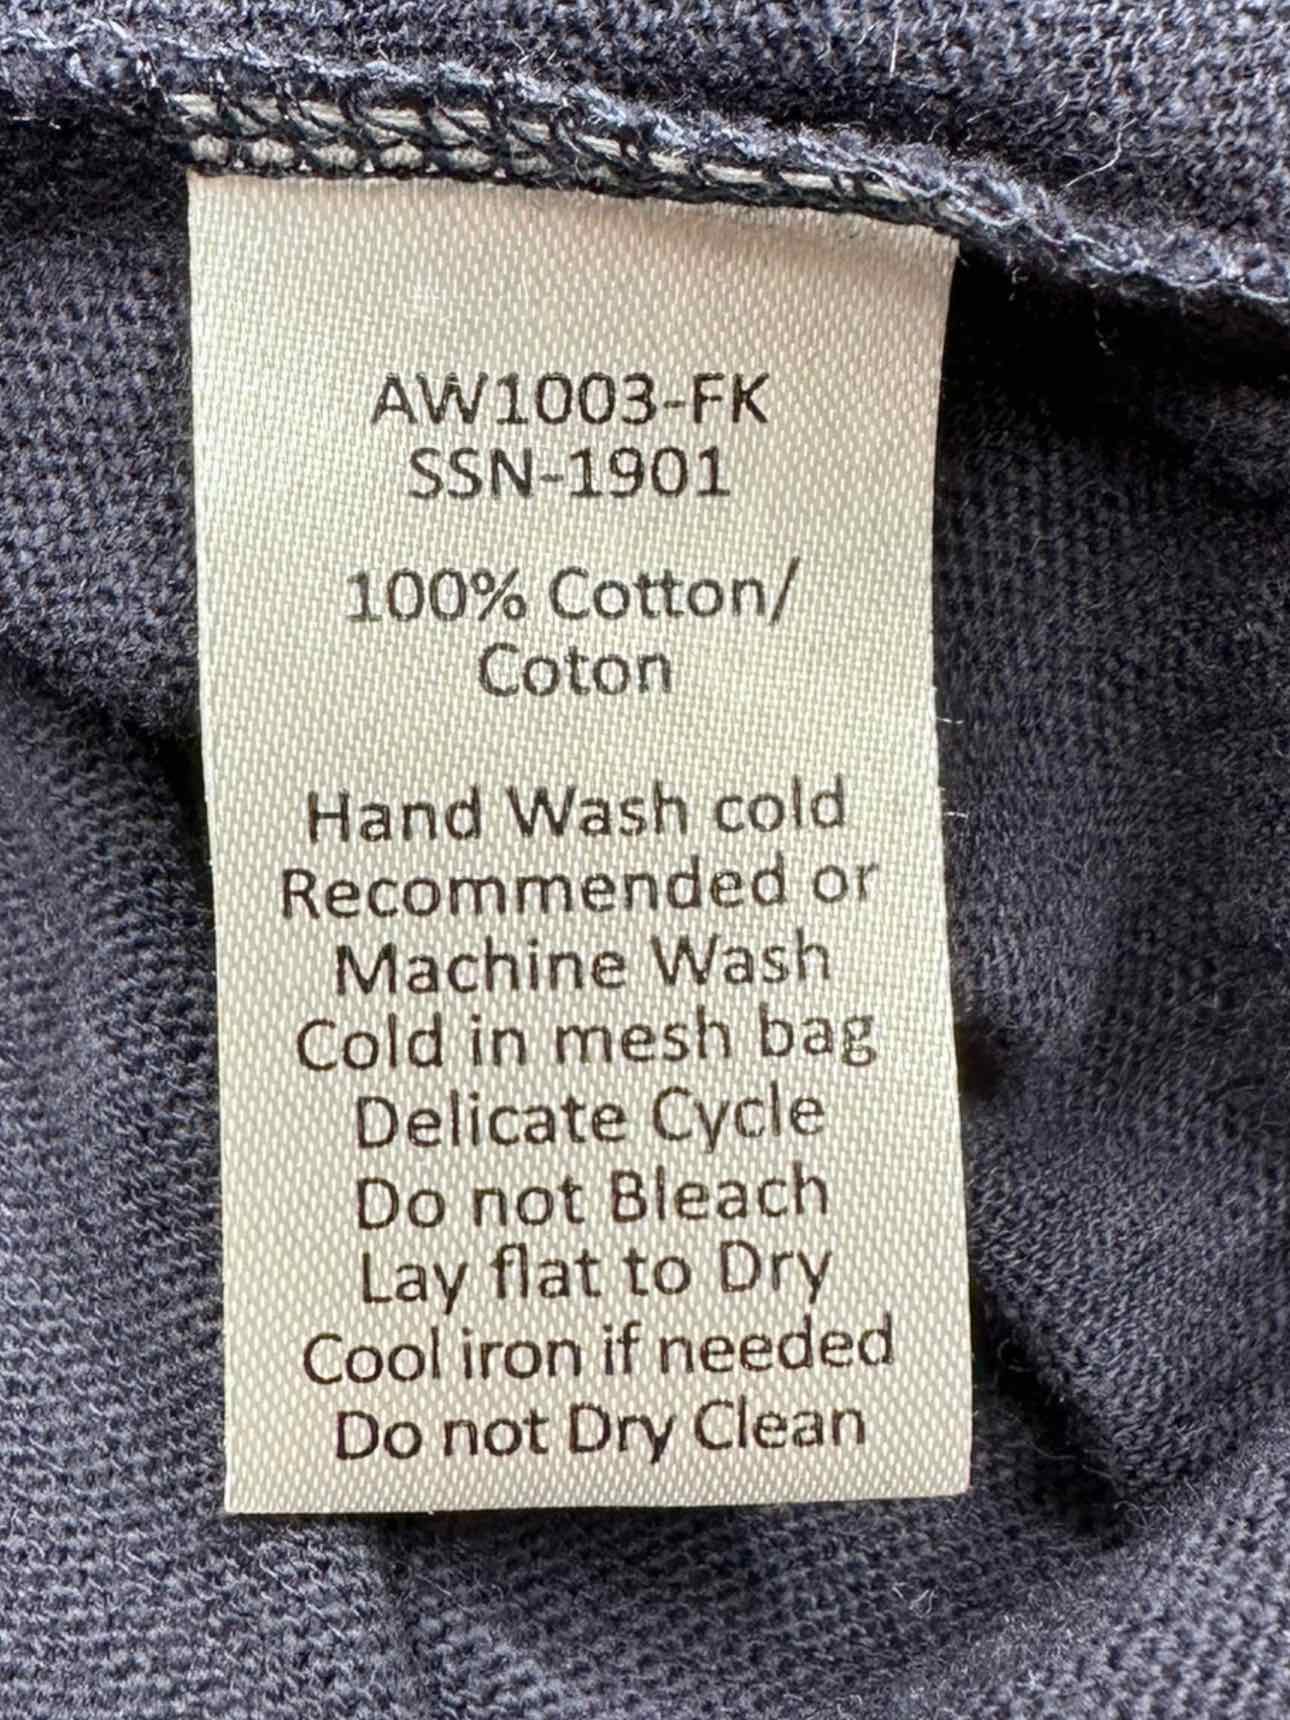 AW1003-FK
SSN-1901
100% Cotton/
Coton
Hand Wash cold
Recommended or
Machine Wash
Cold in mesh bag
Delicate Cycle
Do not Bleach
Lay flat to Dry
Cool iron if needed
Do not Dry Clean